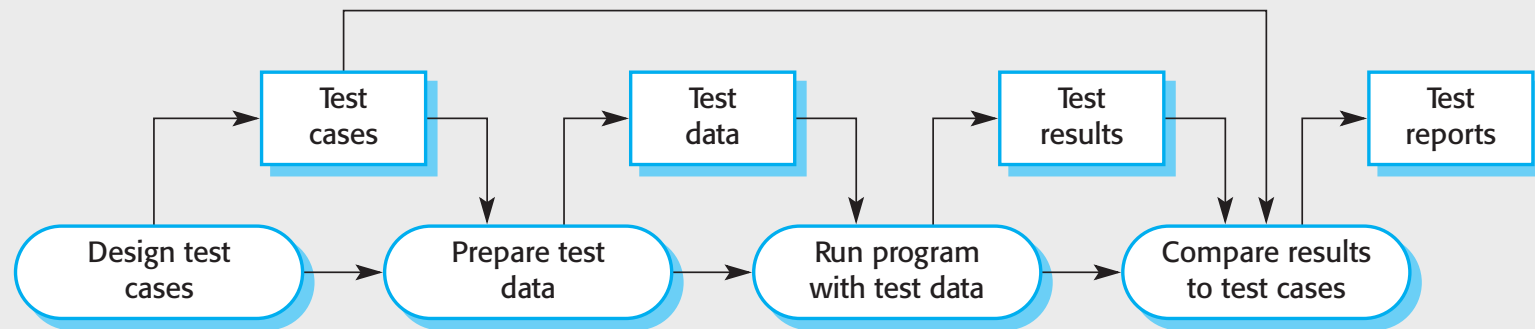 Test
cases
Test
data
Test
results
Test
reports
Design test
cases
Prepare test
data
Run program
with test data
Compare results
to test cases